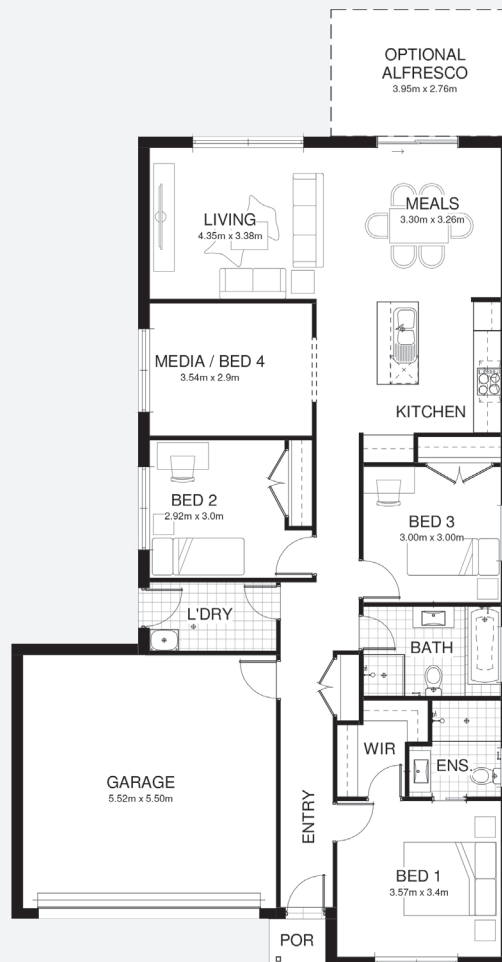 OPTIONAL
ALFRESCO
3.95m x 2.76m
LIVING
4.35m x 3.38m
MEALS
3.30m x 3.26m
MEDIA / BED 4
3.54m x 2.9m
KITCHEN
BED 2
2.92m x 3.0m
BED 3
3.00m x 3.00m
L'DRY
BATH
WIR
ENS.
GARAGE
5.52m x 5.50m
ENTRY
BED 1
3.57m x 3.4m
POR